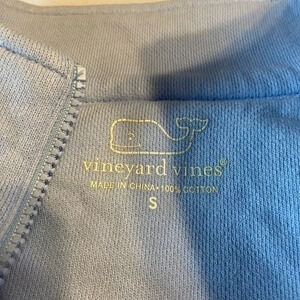 vineyard vines®
MADE IN CHINA • 100% COTTON
S